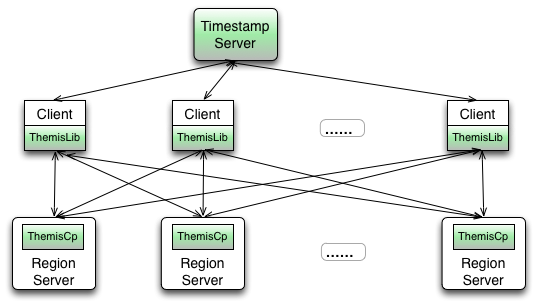 Timestamp
Server
Client
ThemisLib
Client
ThemisLib
......
Client
ThemisLib
ThemisCp
Region
Server
ThemisCp
Region
Server
......
ThemisCp
Region
Server